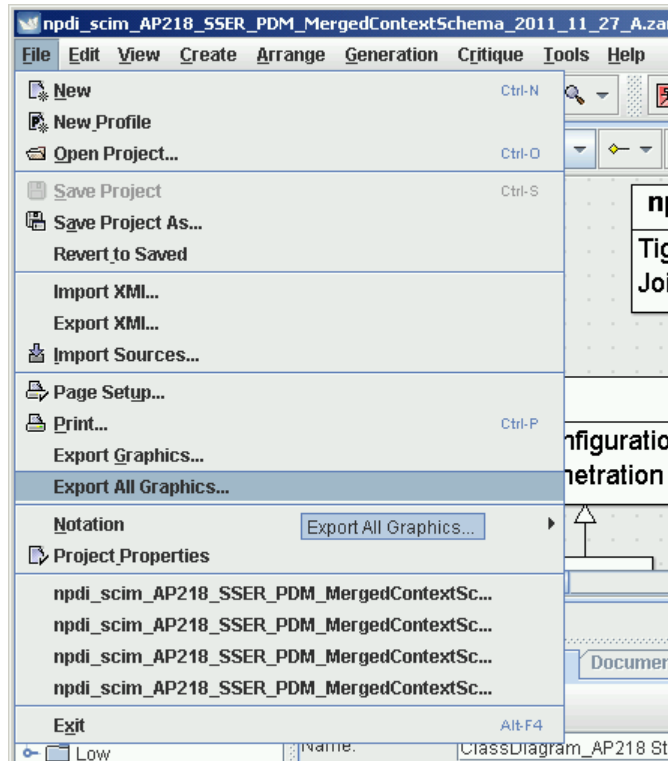 npdi_scim_AP218_SSER_PDM_MergedContextSchema_2011_11_27_A.za
File Edit View Create Arrange Generation Critique Tools Help
New Ctrl-N
New Profile
Open Project... Ctrl-O
Save Project Ctrl-S
Save Project As...
Revert to Saved
Import XMI...
Export XMI...
Import Sources...
Page Setup...
Print... Ctrl-P
Export Graphics...
Export All Graphics...
Notation
Export All Graphics...
Project Properties
npdi_scim_AP218_SSER_PDM_MergedContextSc...
npdi_scim_AP218_SSER_PDM_MergedContextSc...
npdi_scim_AP218_SSER_PDM_MergedContextSc...
npdi_scim_AP218_SSER_PDM_MergedContextSc...
Exit Alt-F4
np
Tig
Joi
nfiguratio
netration
Documen
Low
Name: ClassDiagram_AP218 St